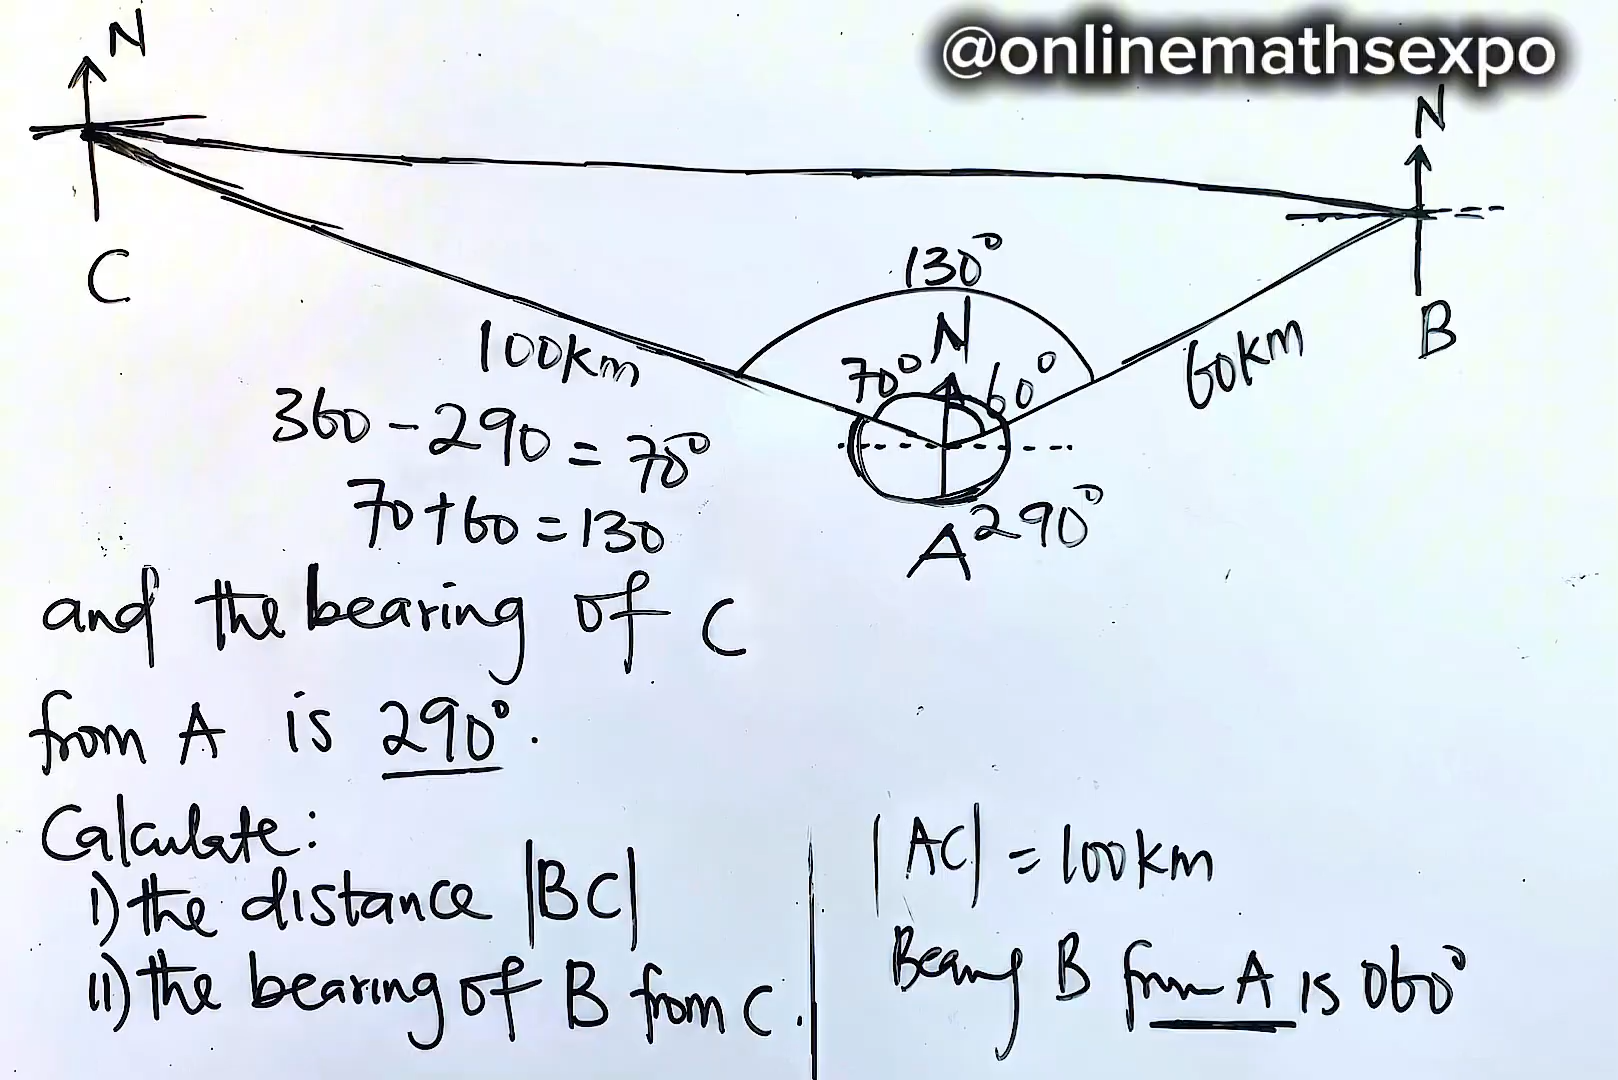 @onlinemathsexpo
N
N
C
B
130°
N
70°
60°
100km
60km
A
290°
360 - 290 = 70°
70 + 60 = 130
and the bearing of C
from A is 290°.
Calculate:
i) the distance |BC|
ii) the bearing of B from C.
|AC| = 100km
Bearing B from A is 060°